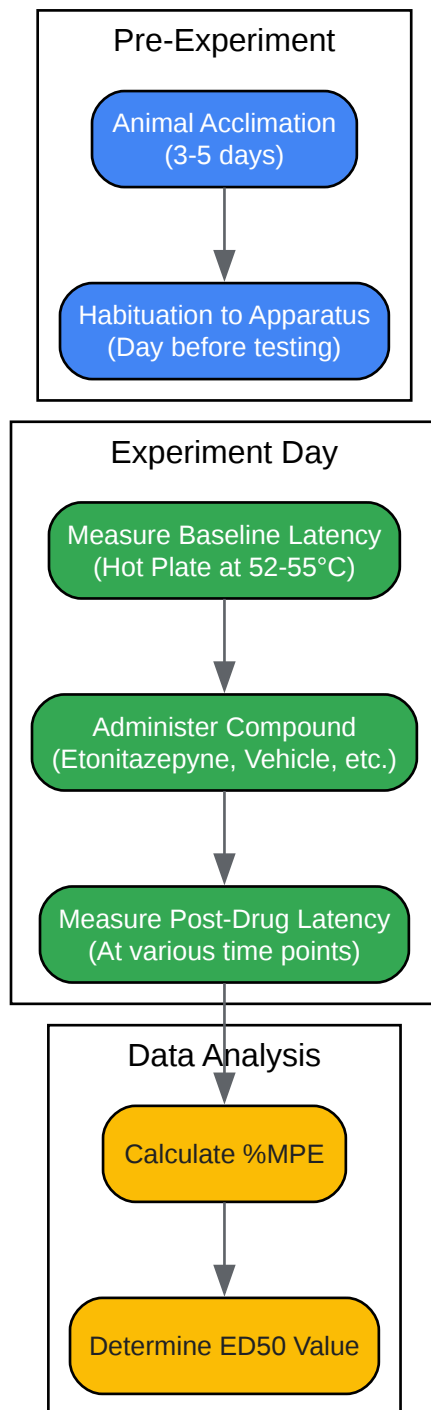 Pre-Experiment
Animal Acclimation
(3-5 days)
Habituation to Apparatus
(Day before testing)
Experiment Day
Measure Baseline Latency
(Hot Plate at 52-55°C)
Administer Compound
(Etonitazepyne, Vehicle, etc.)
Measure Post-Drug Latency
(At various time points)
Data Analysis
Calculate %MPE
Determine ED50 Value